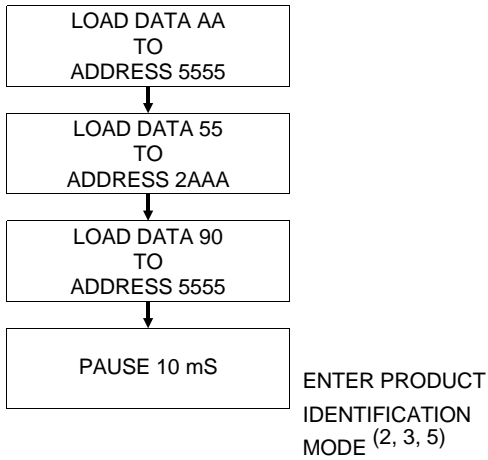 LOAD DATA AA
TO
ADDRESS 5555
LOAD DATA 55
TO
ADDRESS 2AAA
LOAD DATA 90
TO
ADDRESS 5555
PAUSE 10 mS
ENTER PRODUCT
IDENTIFICATION
MODE (2, 3, 5)